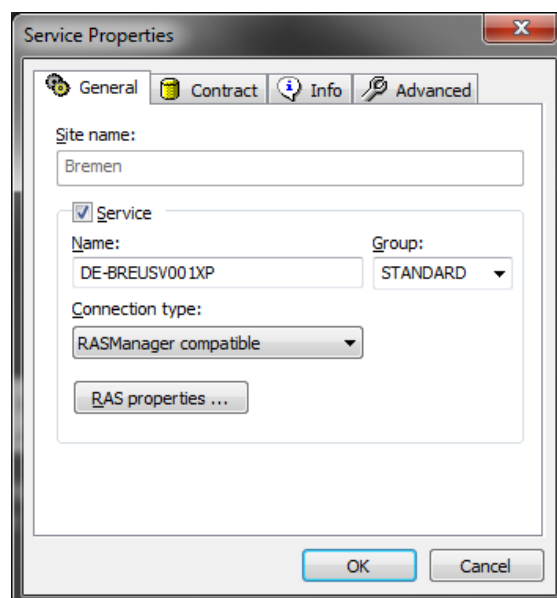 Service Properties
General Contract Info Advanced
Site name:
Bremen
Service
Name: Group:
DE-BREUSV001XP STANDARD
Connection type:
RASManager compatible
RAS properties ...
OK Cancel